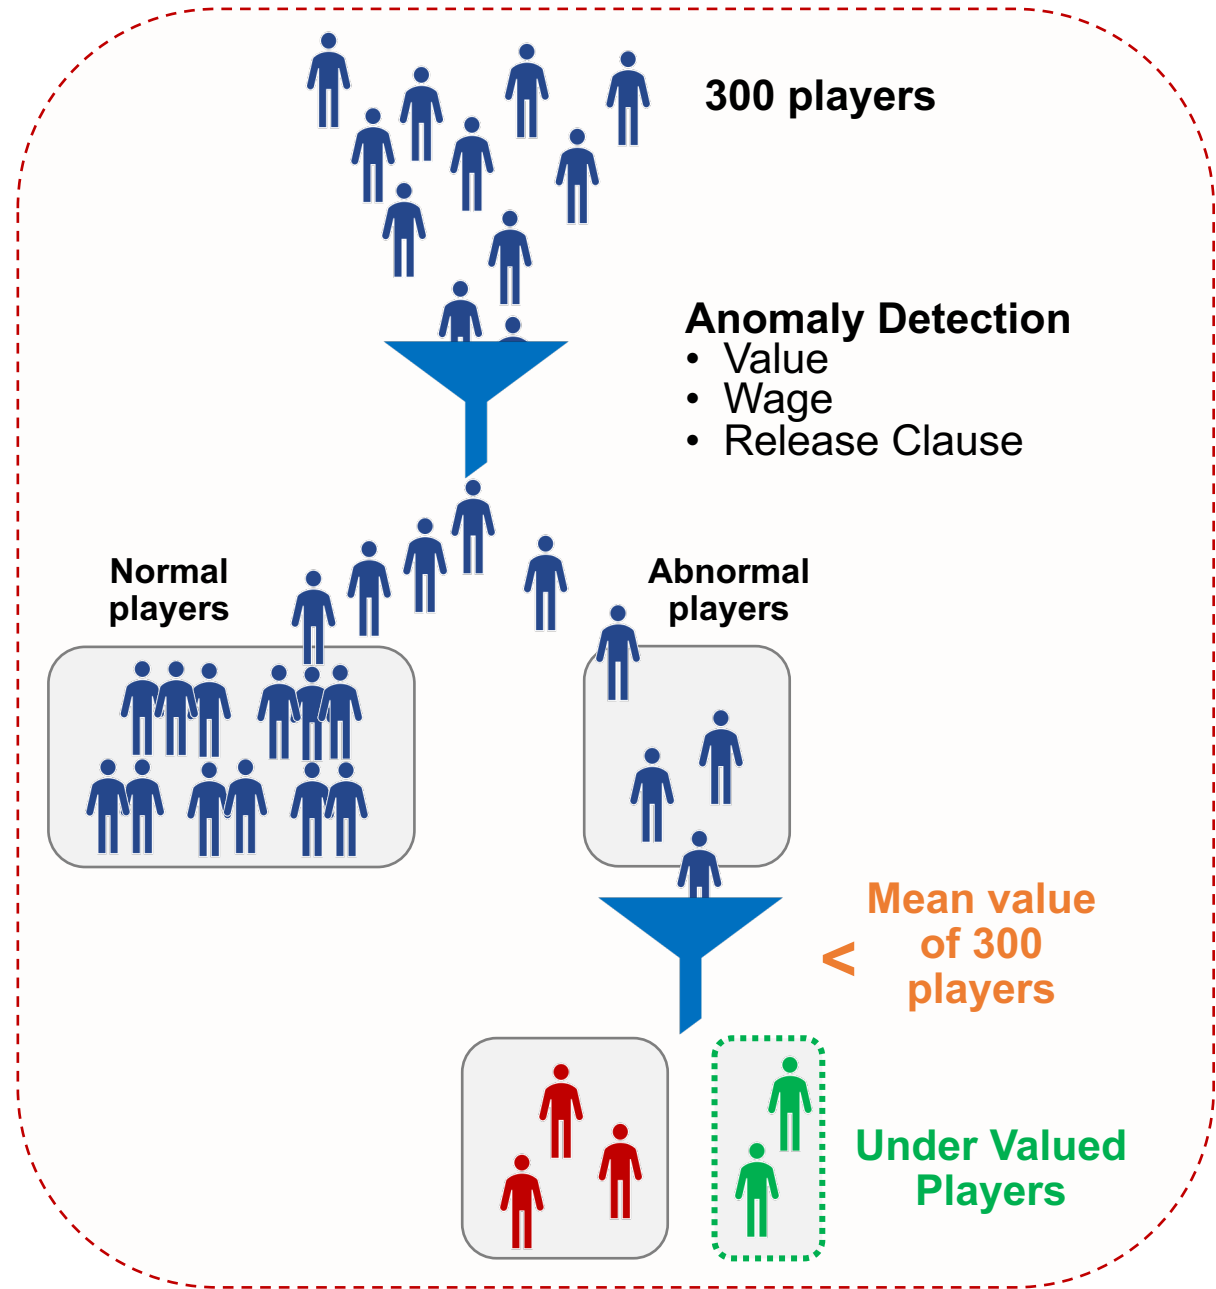 300 players
Anomaly Detection
• Value
• Wage
• Release Clause
Normal
players
Abnormal
players
<
Mean value
of 300
players
Under Valued
Players